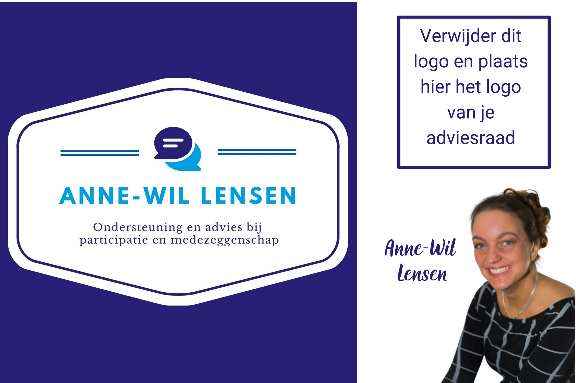 ANNE-WIL LENSEN
Ondersteuning en advies bij
participatie en medezeggenschap
Verwijder dit
logo en plaats
hier het logo
van je
adviesraad
Anne-Wil
Lensen